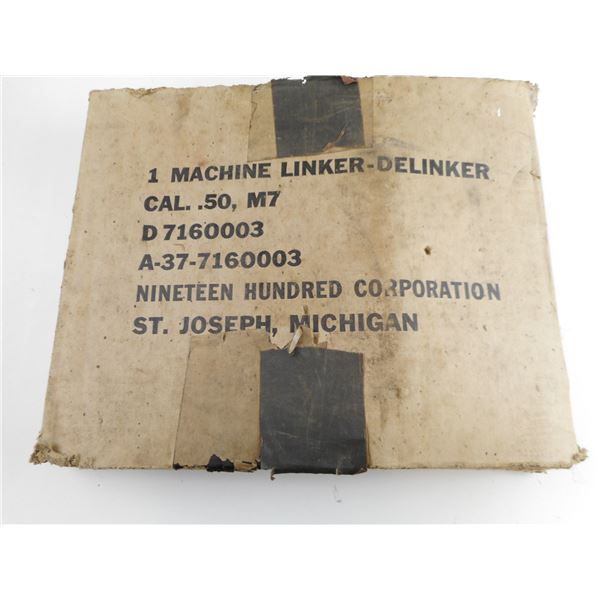 1 MACHINE LINKER-DELINKER
CAL. .50, M7
D 7160003
A-37-7160003
NINETEEN HUNDRED CORPORATION
ST. JOSEPH, MICHIGAN